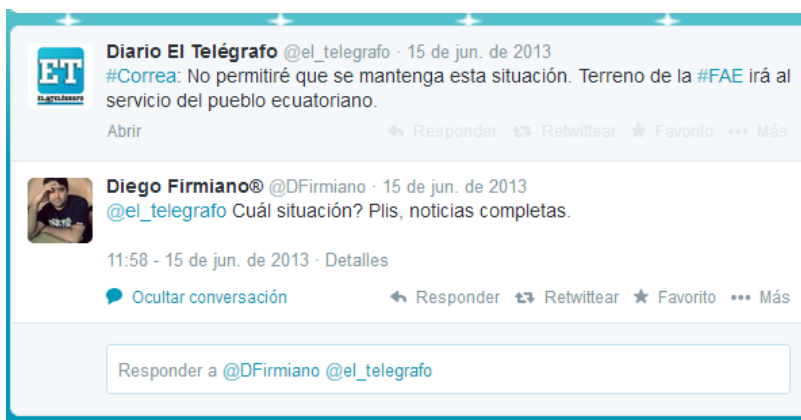 ET
EL TELÉGRAFO
Diario El Telégrafo @el_telegrafo · 15 de jun. de 2013
#Correa: No permitiré que se mantenga esta situación. Terreno de la #FAE irá al
servicio del pueblo ecuatoriano.
Abrir Responder Retwittear Favorito Más
Diego Firmiano® @DFirmiano · 15 de jun. de 2013
@el_telegrafo Cuál situación? Plis, noticias completas.
11:58 - 15 de jun. de 2013 · Detalles
Ocultar conversación Responder Retwittear Favorito Más
Responder a @DFirmiano @el_telegrafo